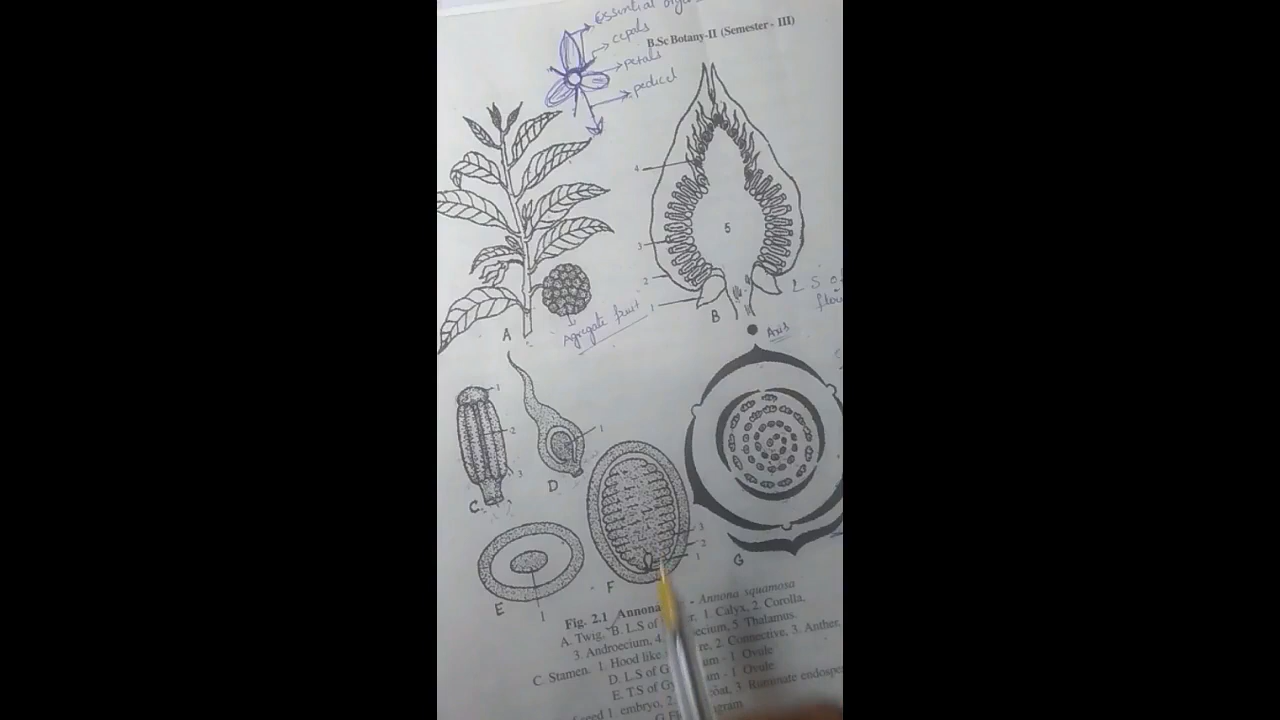 Essential
cepals
B.Sc Botany-II (Semester - III)
petals
pedicel
4
5
3
2
1
L S of
A
Agregate fruit
B
Axis
1
2
3
C
1
D
3
2
1
F
G
E
1
Fig. 2.1 Annona - Annona squamosa
A. Twig, B. L.S of 1. Calyx, 2. Corolla,
3. Androecium, 4. 5. Thalamus.
C. Stamen. 1. Hood like 2. Connective, 3. Anther,
D. L.S of 1. Ovule
E. T.S of 1. Ovule.
1. embryo, 2. 3. Ruminate